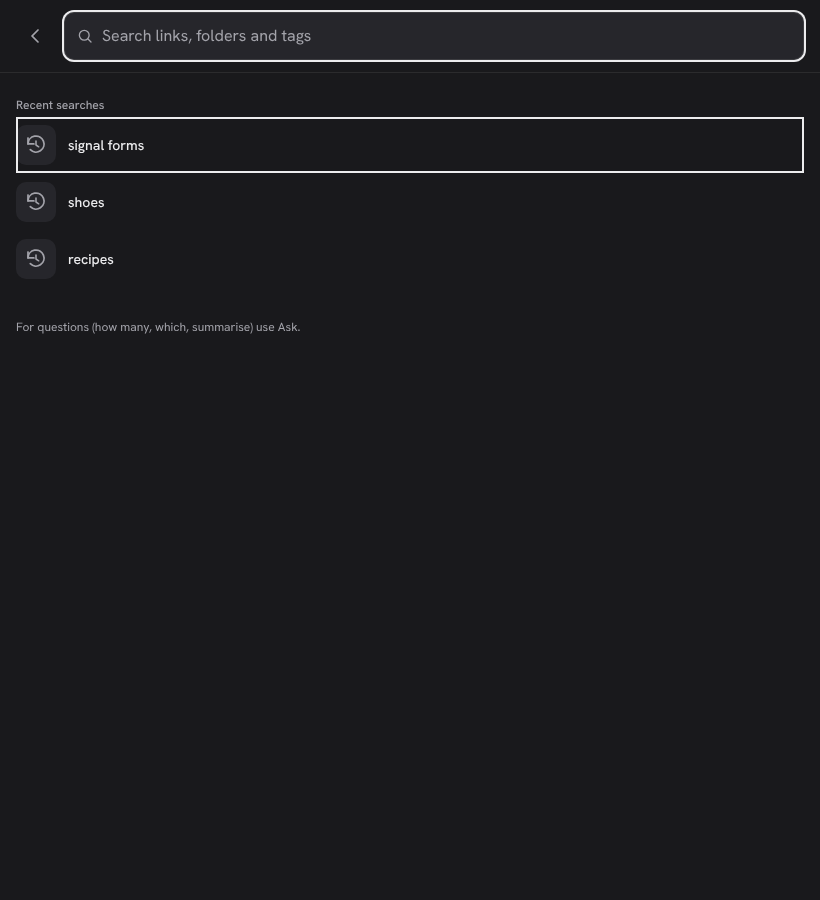 Search links, folders and tags
Recent searches
signal forms
shoes
recipes
For questions (how many, which, summarise) use Ask.